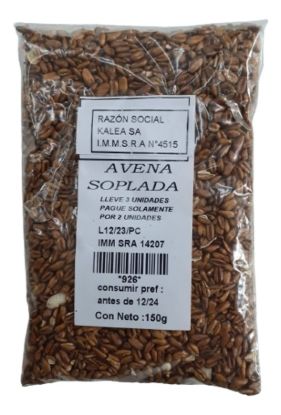 RAZÓN SOCIAL
KALEA SA
I.M.M.S.R.A N°4515
AVENA
SOPLADA
LLEVE 3 UNIDADES
PAGUE SOLAMENTE
POR 2 UNIDADES
L12/23/PC
IMM SRA 14207
*926*
consumir pref :
antes de 12/24
Con Neto :150g